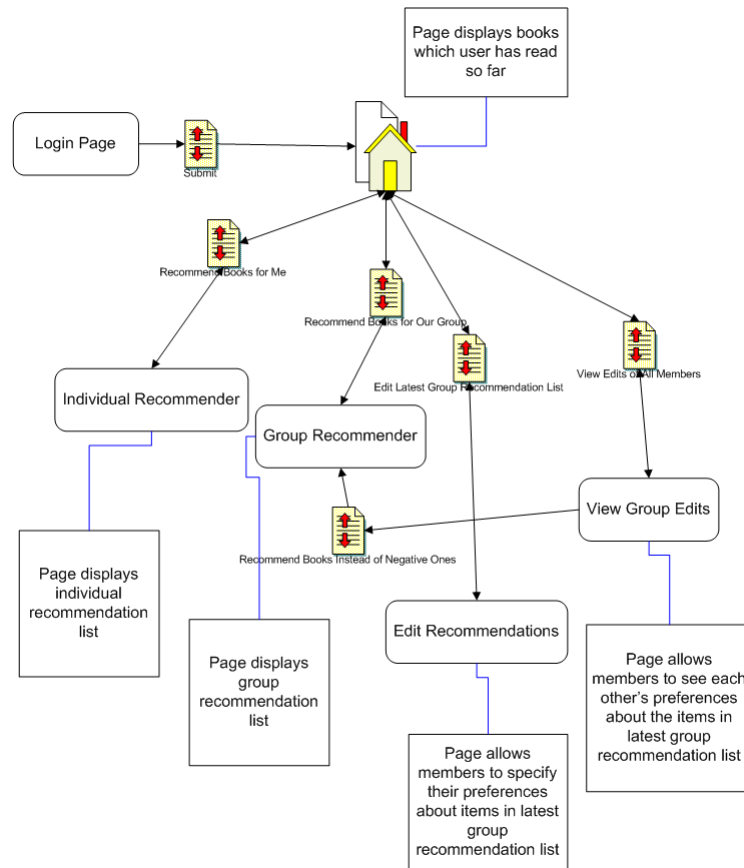 Page displays books
which user has read
so far
Login Page
Submit
Recommend Books for Me
Recommend Books for Our Group
Edit Latest Group Recommendation List
View Edits of All Members
Individual Recommender
Group Recommender
View Group Edits
Recommend Books Instead of Negative Ones
Page displays
individual
recommendation
list
Edit Recommendations
Page displays
group
recommendation
list
Page allows
members to see each
other's preferences
about the items in
latest group
recommendation list
Page allows
members to specify
their preferences
about items in latest
group
recommendation list